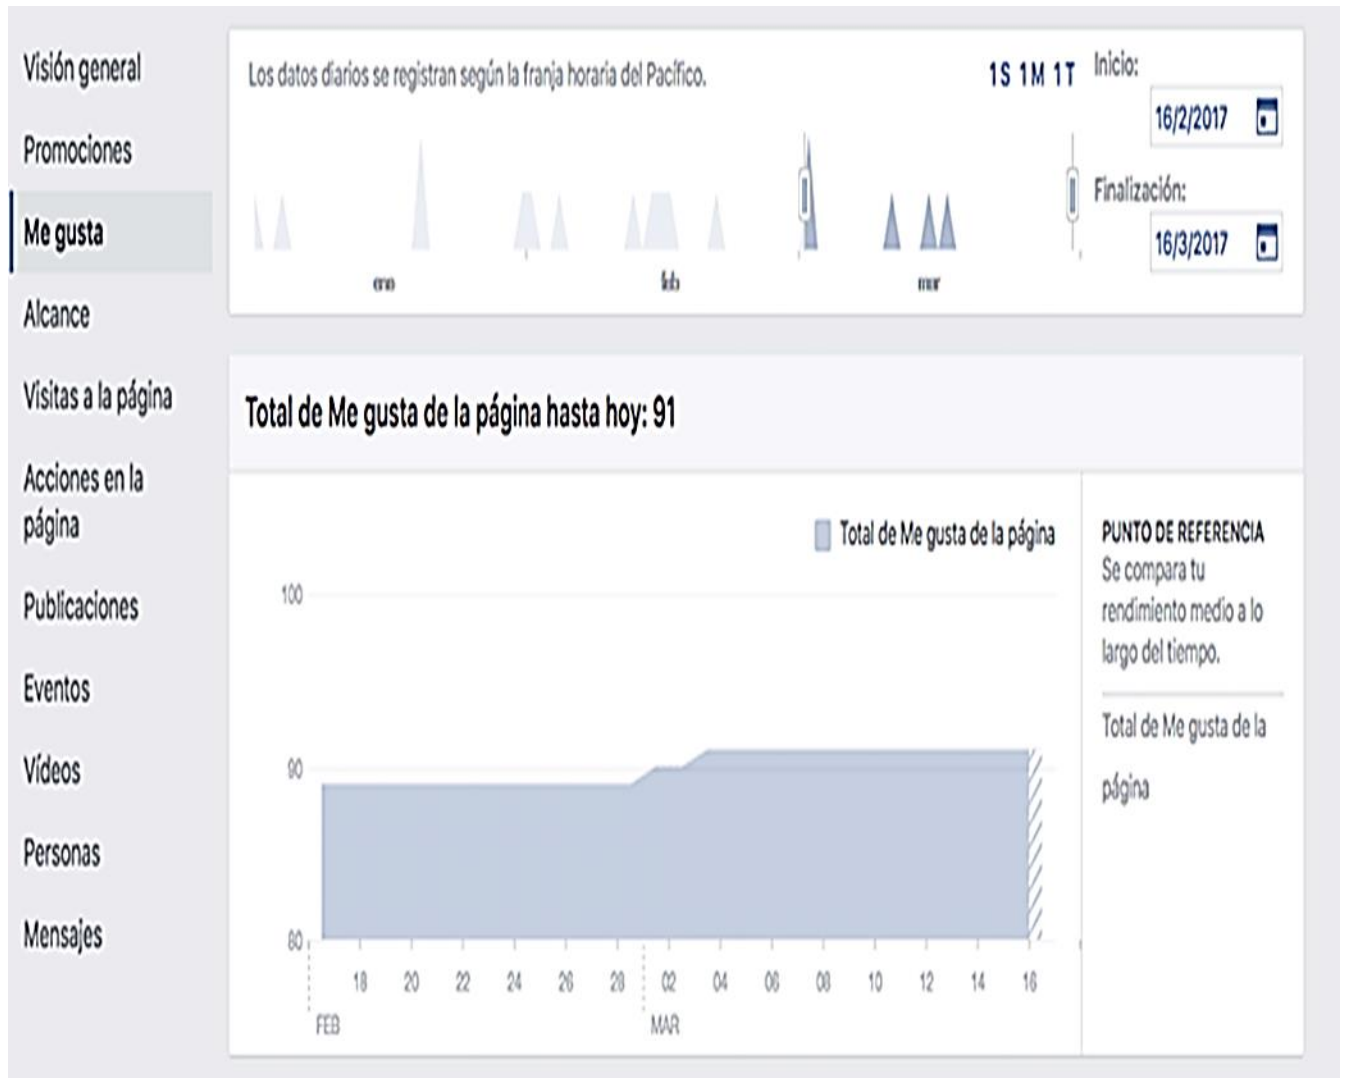 Visión general
Promociones
Me gusta
Alcance
Visitas a la página
Acciones en la
página
Publicaciones
Eventos
Vídeos
Personas
Mensajes
Los datos diarios se registran según la franja horaria del Pacífico.
1S 1M 1T
Inicio:
16/2/2017
Finalización:
16/3/2017
ene
feb
mar
Total de Me gusta de la página hasta hoy: 91
Total de Me gusta de la página
100
90
80
18 20 22 24 26 28 02 04 06 08 10 12 14 16
FEB MAR
PUNTO DE REFERENCIA
Se compara tu
rendimiento medio a lo
largo del tiempo.
Total de Me gusta de la
página